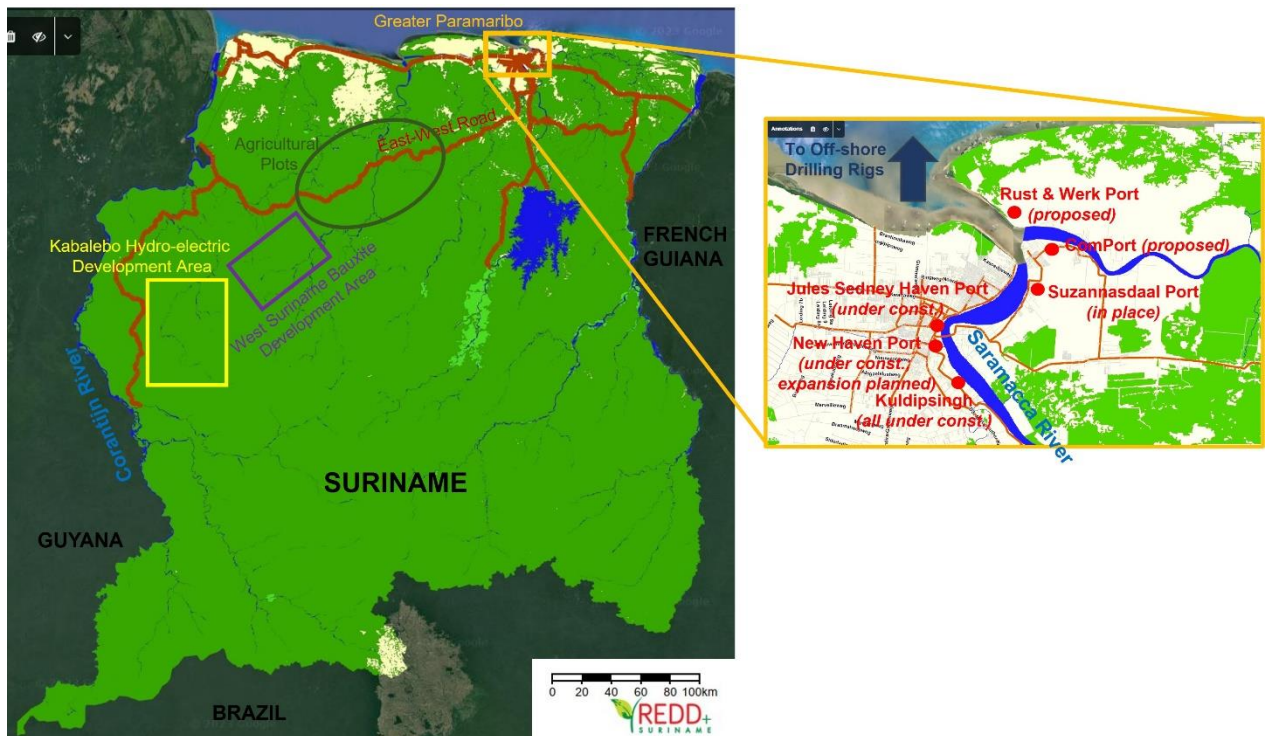 Greater Paramaribo
© 2023 Google
East-West Road
Agricultural
Plots
Kabalebo Hydro-electric
Development Area
West Suriname Bauxite
Development Area
FRENCH
GUIANA
Corantijn River
SURINAME
GUYANA
BRAZIL
0 20 40 60 80 100km
REDD+
SURINAME
Annotations
To Off-shore
Drilling Rigs
Rust & Werk Port
(proposed)
ComPort (proposed)
Suzannasdaal Port
(in place)
Jules Sedney Haven Port
(under const.)
New Haven Port
(under const.;
expansion planned)
Kuldipsingh
(all under const.)
Saramacca River